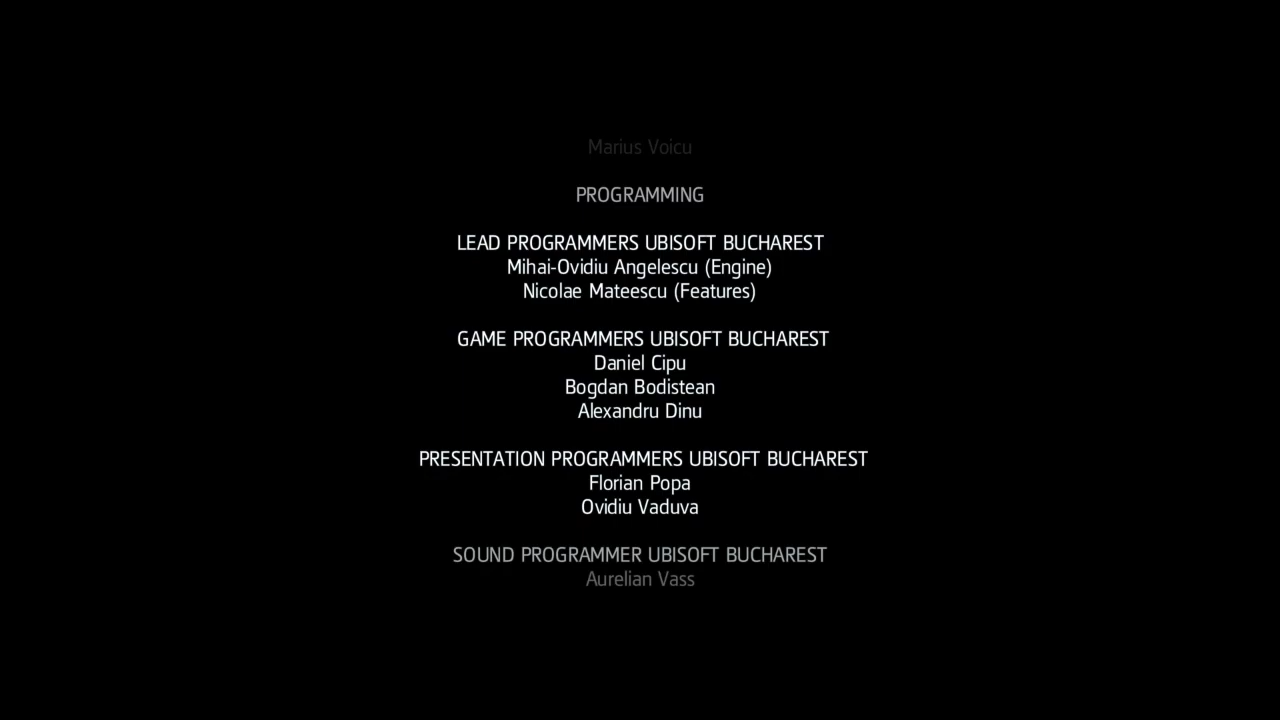 Marius Voicu
PROGRAMMING
LEAD PROGRAMMERS UBISOFT BUCHAREST
Mihai-Ovidiu Angelescu (Engine)
Nicolae Mateescu (Features)
GAME PROGRAMMERS UBISOFT BUCHAREST
Daniel Cipu
Bogdan Bodistean
Alexandru Dinu
PRESENTATION PROGRAMMERS UBISOFT BUCHAREST
Florian Popa
Ovidiu Vaduva
SOUND PROGRAMMER UBISOFT BUCHAREST
Aurelian Vass